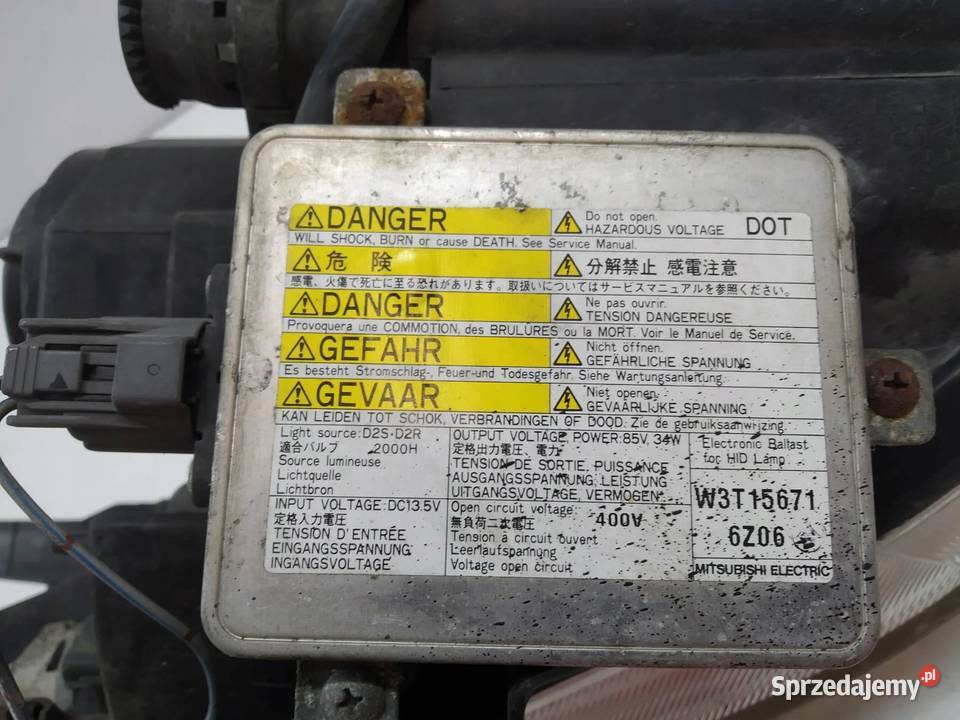 DANGER
Do not open.
HAZARDOUS VOLTAGE
DOT
WILL SHOCK, BURN or cause DEATH. See Service Manual.
危 険
分解禁止 感電注意
感電、火傷で死亡に至る恐れがあります。取扱いについてはサービスマニュアルを参照ください。
DANGER
Ne pas ouvrir.
TENSION DANGEREUSE
Provoquera une COMMOTION, des BRULURES ou la MORT. Voir le Manuel de Service.
GEFAHR
Nicht öffnen.
GEFÄHRLICHE SPANNUNG
Es besteht Stromschlag-, Feuer-und Todesgefahr. Siehe Wartungsanleitung.
GEVAAR
Niet openen.
GEVAARLIJKE SPANNING
KAN LEIDEN TOT SCHOK, VERBRANDINGEN OF DOOD. Zie de gebruiksaanwijzing.
Light source:D2S・D2R
適合バルブ 2000H
Source lumineuse
Lichtquelle
Lichtbron
OUTPUT VOLTAGE, POWER:85V, 34W
定格出力電圧、電力
TENSION DE SORTIE, PUISSANCE
AUSGANGSSPANNUNG, LEISTUNG
UITGANGSVOLTAGE, VERMOGEN
Electronic Ballast
for HID Lamp
INPUT VOLTAGE:DC13.5V
定格入力電圧
TENSION D'ENTRÉE
EINGANGSSPANNUNG
INGANGSVOLTAGE
Open circuit voltage:
無負荷二次電圧 400V
Tension à circuit ouvert
Leerlaufspannung
Voltage open circuit
W3T15671
6Z06
MITSUBISHI ELECTRIC
Sprzedajemy.pl